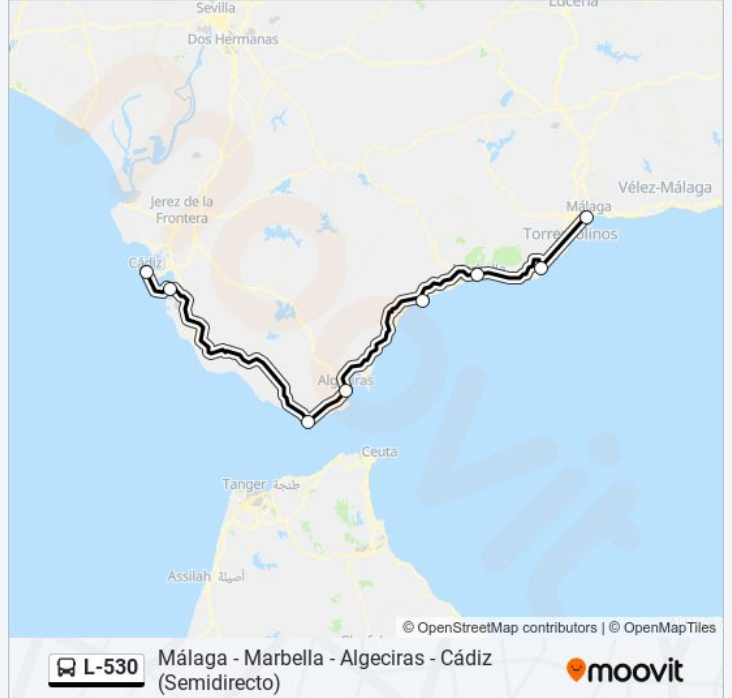 Sevilla
Lucena
Dos Hermanas
Jerez de la
Frontera
Vélez-Málaga
Málaga
Torremolinos
Cádiz
Algeciras
Ceuta
Tanger طنجة
Assilah أصيلة
© OpenStreetMap contributors | © OpenMapTiles
L-530
Málaga - Marbella - Algeciras - Cádiz
(Semidirecto)
moovit